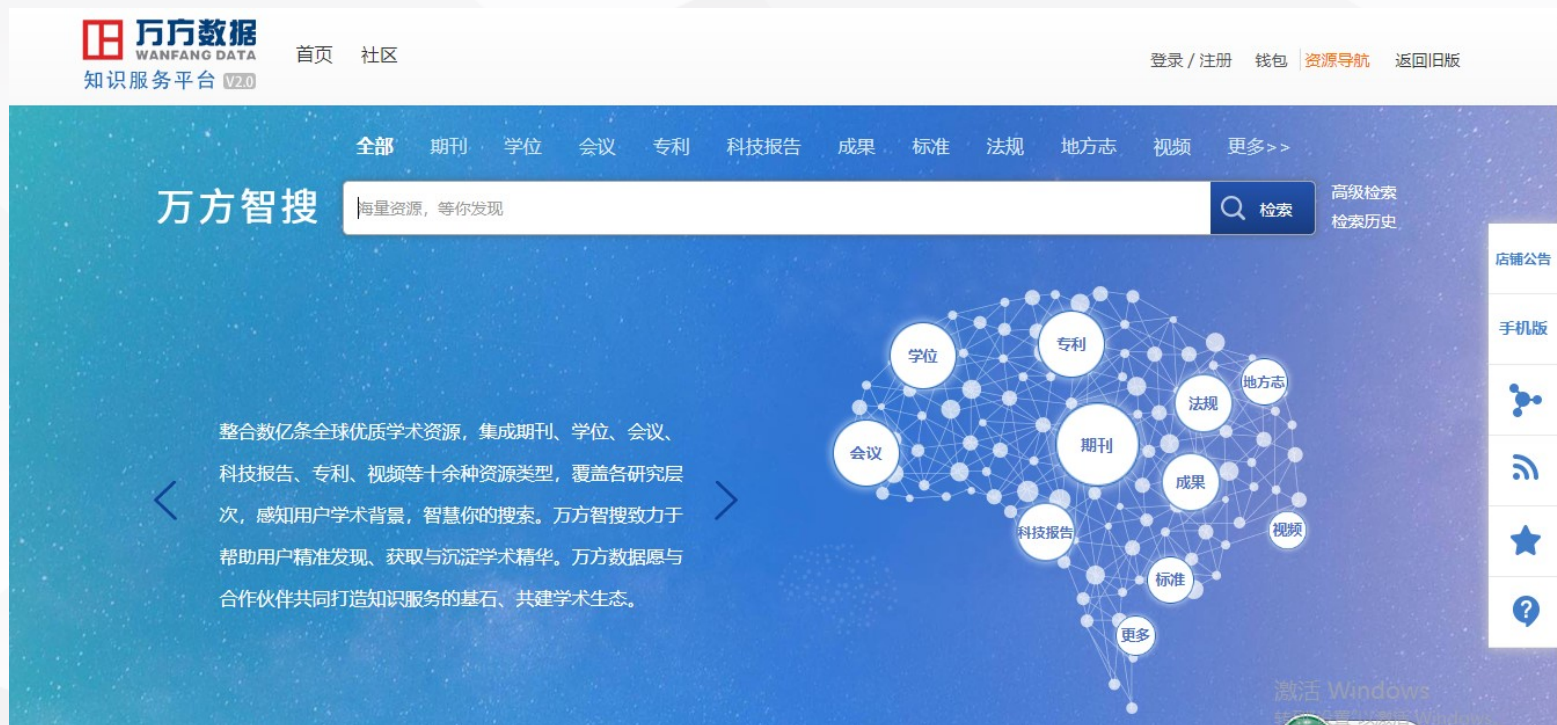 万方数据
WANFANG DATA
知识服务平台 V2.0
首页 社区
登录 / 注册 钱包 资源导航 返回旧版
全部 期刊 学位 会议 专利 科技报告 成果 标准 法规 地方志 视频 更多>>
万方智搜
海量资源，等你发现
检索
高级检索
检索历史
店铺公告
手机版
整合数亿条全球优质学术资源，集成期刊、学位、会议、
科技报告、专利、视频等十余种资源类型，覆盖各研究层
次，感知用户学术背景，智慧你的搜索。万方智搜致力于
帮助用户精准发现、获取与沉淀学术精华。万方数据愿与
合作伙伴共同打造知识服务的基石、共建学术生态。
学位
专利
地方志
法规
期刊
会议
成果
科技报告
视频
标准
更多
激活 Windows